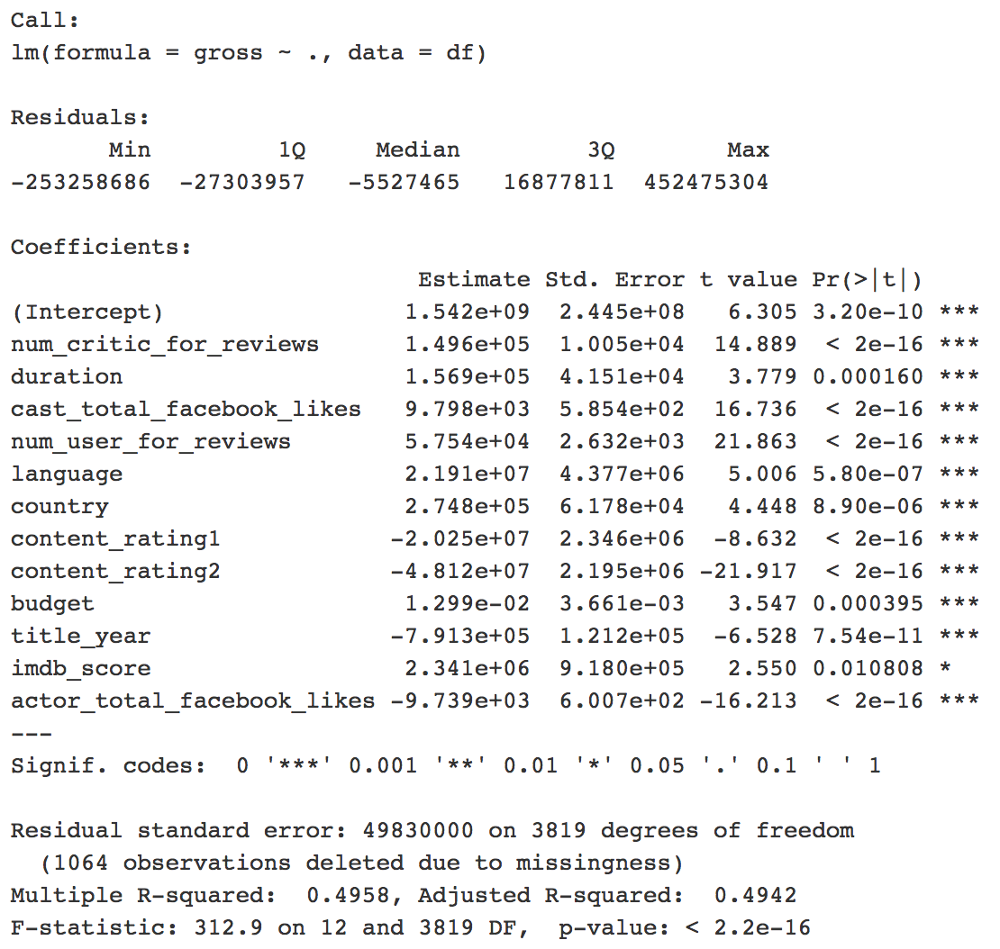 Call:
lm(formula = gross ~ ., data = df)
Residuals:
Min 1Q Median 3Q Max
-253258686 -27303957 -5527465 16877811 452475304
Coefficients:
Estimate Std. Error t value Pr(>|t|)
(Intercept) 1.542e+09 2.445e+08 6.305 3.20e-10 ***
num_critic_for_reviews 1.496e+05 1.005e+04 14.889 < 2e-16 ***
duration 1.569e+05 4.151e+04 3.779 0.000160 ***
cast_total_facebook_likes 9.798e+03 5.854e+02 16.736 < 2e-16 ***
num_user_for_reviews 5.754e+04 2.632e+03 21.863 < 2e-16 ***
language 2.191e+07 4.377e+06 5.006 5.80e-07 ***
country 2.748e+05 6.178e+04 4.448 8.90e-06 ***
content_rating1 -2.025e+07 2.346e+06 -8.632 < 2e-16 ***
content_rating2 -4.812e+07 2.195e+06 -21.917 < 2e-16 ***
budget 1.299e-02 3.661e-03 3.547 0.000395 ***
title_year -7.913e+05 1.212e+05 -6.528 7.54e-11 ***
imdb_score 2.341e+06 9.180e+05 2.550 0.010808 *
actor_total_facebook_likes -9.739e+03 6.007e+02 -16.213 < 2e-16 ***
---
Signif. codes: 0 '***' 0.001 '**' 0.01 '*' 0.05 '.' 0.1 ' ' 1
Residual standard error: 49830000 on 3819 degrees of freedom
(1064 observations deleted due to missingness)
Multiple R-squared: 0.4958, Adjusted R-squared: 0.4942
F-statistic: 312.9 on 12 and 3819 DF, p-value: < 2.2e-16